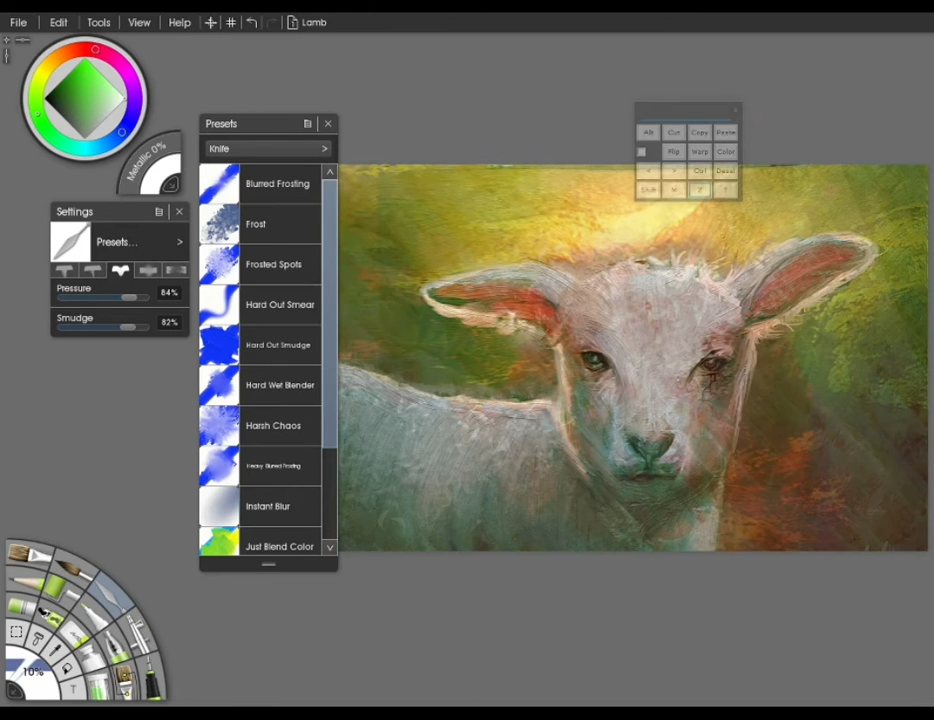 File Edit Tools View Help Lamb
Metallic 0%
Presets
Knife >
Blurred Frosting
Frost
Frosted Spots
Hard Out Smear
Hard Out Smudge
Hard Wet Blender
Harsh Chaos
Heavy Blurred Frosting
Instant Blur
Just Blend Color
Settings
Presets... >
Pressure 84%
Smudge 82%
Alt Cut Copy Paste
Flip Warp Color
< > Ctrl Desel
Shift
10%
T